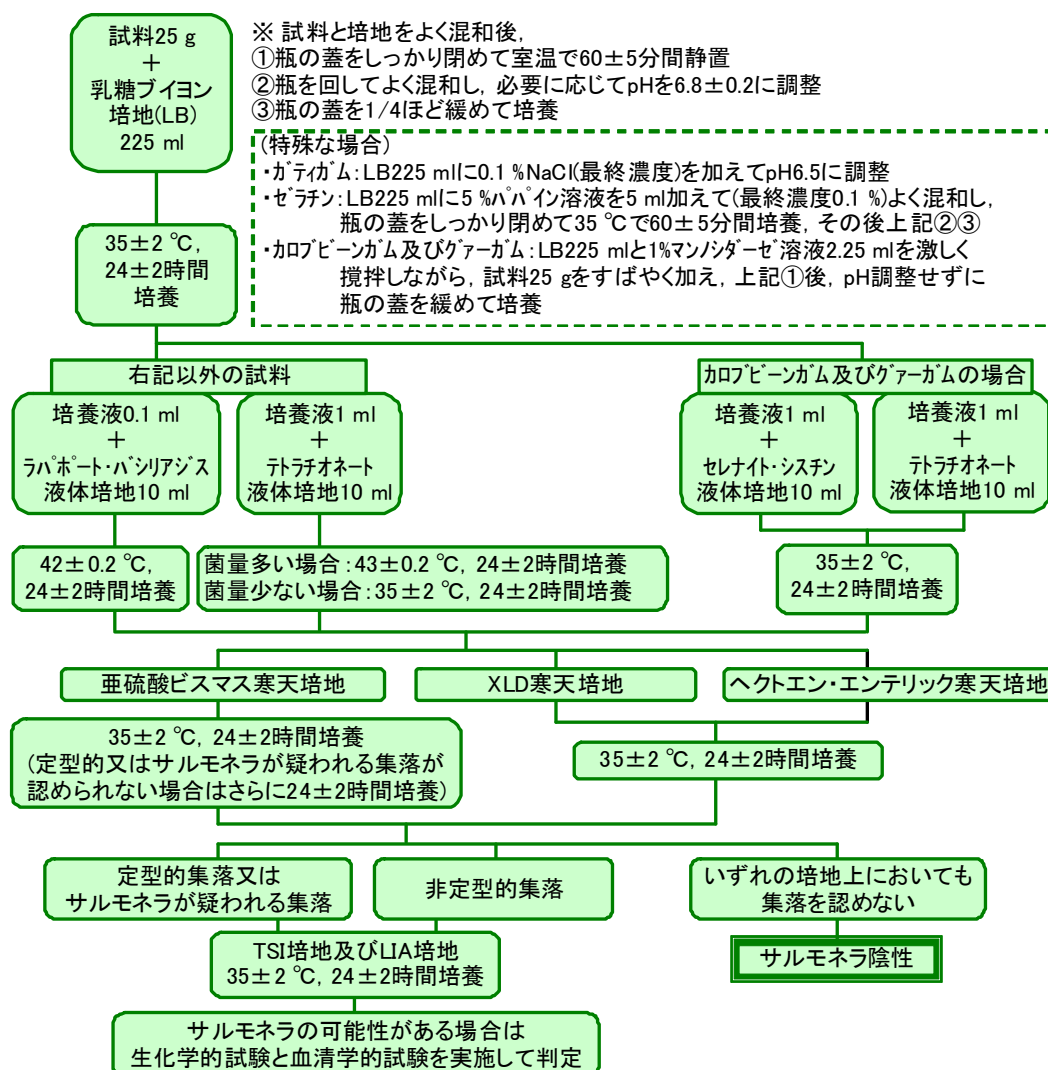 試料25 g
+
乳糖ブイヨン
培地(LB)
225 ml
※ 試料と培地をよく混和後,
①瓶の蓋をしっかり閉めて室温で60±5分間静置
②瓶を回してよく混和し, 必要に応じてpHを6.8±0.2に調整
③瓶の蓋を1/4ほど緩めて培養
(特殊な場合)
・ガティガム:LB225 mlに0.1 %NaCl(最終濃度)を加えてpH6.5に調整
・ゼラチン:LB225 mlに5 %パパイン溶液を5 ml加えて(最終濃度0.1 %)よく混和し,
瓶の蓋をしっかり閉めて35 ℃で60±5分間培養, その後上記②③
・カロブビーンガム及びグァーガム:LB225 mlと1%マンノシダーゼ溶液2.25 mlを激しく
撹拌しながら, 試料25 gをすばやく加え, 上記①後, pH調整せずに
瓶の蓋を緩めて培養
35±2 ℃,
24±2時間
培養
右記以外の試料
カロブビーンガム及びグァーガムの場合
培養液0.1 ml
+
ラパポート・バシリアジス
液体培地10 ml
培養液1 ml
+
テトラチオネート
液体培地10 ml
培養液1 ml
+
セレナイト・シスチン
液体培地10 ml
培養液1 ml
+
テトラチオネート
液体培地10 ml
42±0.2 ℃,
24±2時間培養
菌量多い場合:43±0.2 ℃, 24±2時間培養
菌量少ない場合:35±2 ℃, 24±2時間培養
35±2 ℃,
24±2時間培養
亜硫酸ビスマス寒天培地
XLD寒天培地
ヘクトエン・エンテリック寒天培地
35±2 ℃, 24±2時間培養
(定型的又はサルモネラが疑われる集落が
認められない場合はさらに24±2時間培養)
35±2 ℃, 24±2時間培養
定型的集落又は
サルモネラが疑われる集落
非定型的集落
いずれの培地上においても
集落を認めない
TSI培地及びLIA培地
35±2 ℃, 24±2時間培養
サルモネラ陰性
サルモネラの可能性がある場合は
生化学的試験と血清学的試験を実施して判定